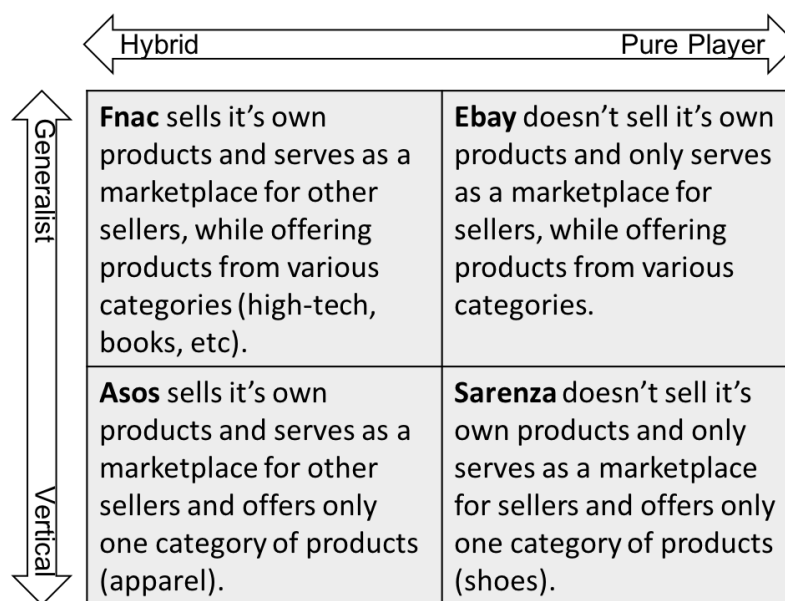 Hybrid
Pure Player
Generalist
Vertical
Fnac sells it's own
products and serves as a
marketplace for other
sellers, while offering
products from various
categories (high-tech,
books, etc).
Ebay doesn't sell it's own
products and only serves
as a marketplace for
sellers, while offering
products from various
categories.
Asos sells it's own
products and serves as a
marketplace for other
sellers and offers only
one category of products
(apparel).
Sarenza doesn't sell it's
own products and only
serves as a marketplace
for sellers and offers only
one category of products
(shoes).